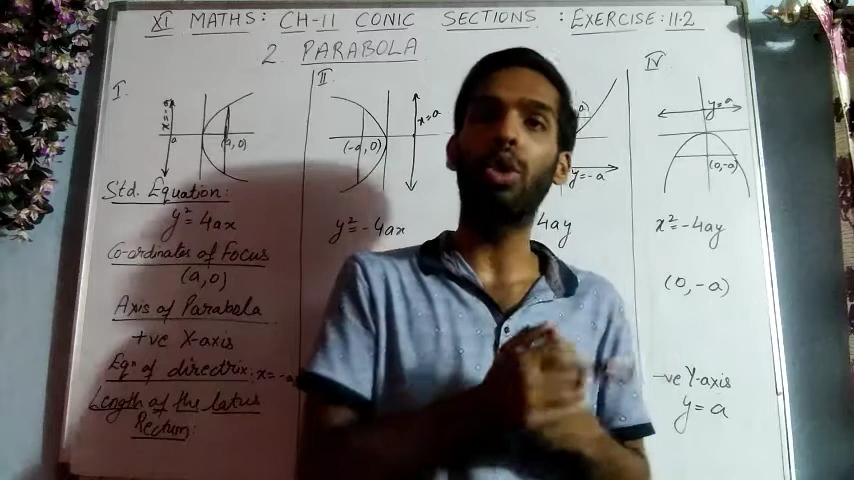 XI MATHS: CH-11 CONIC SECTIONS : EXERCISE:11.2
2. PARABOLA
I.
II
IV
x=-a
a
(a,0)
(-a,0)
x=a
y=-a
y=a
(0,-a)
Std. Equation:
y²=4ax
y²=-4ax
4ay
x²=-4ay
Co-ordinates of Focus
(a,0)
(0,-a)
Axis of Parabola
+ve X-axis
-ve Y-axis
Eqⁿ of directrix: x=-a
y=a
Length of the latus
Rectum: